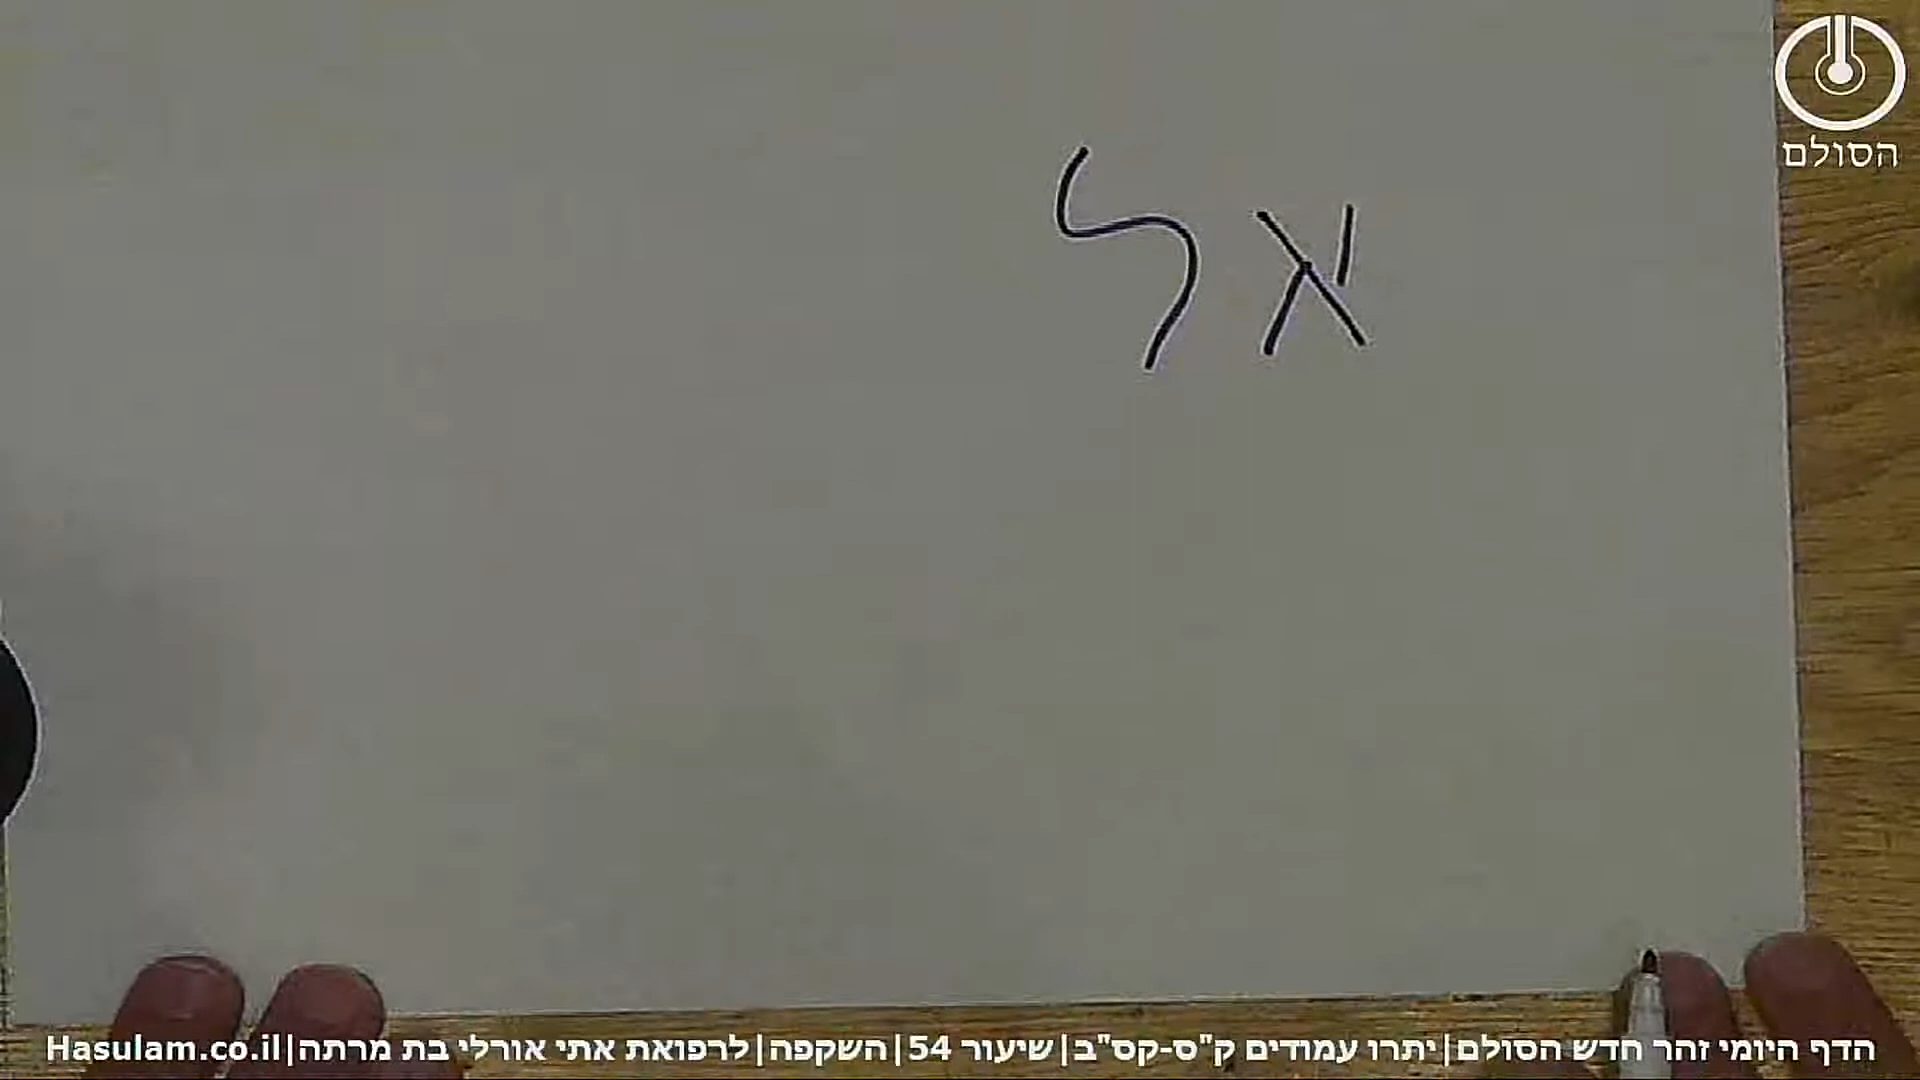 הסולם
אל
הדף היומי זהר חדש הסולם|יתרו עמודים ק"ס-קס"ב|שיעור 54|השקפה|לרפואת אתי אורלי בת מרתה|Hasulam.co.il